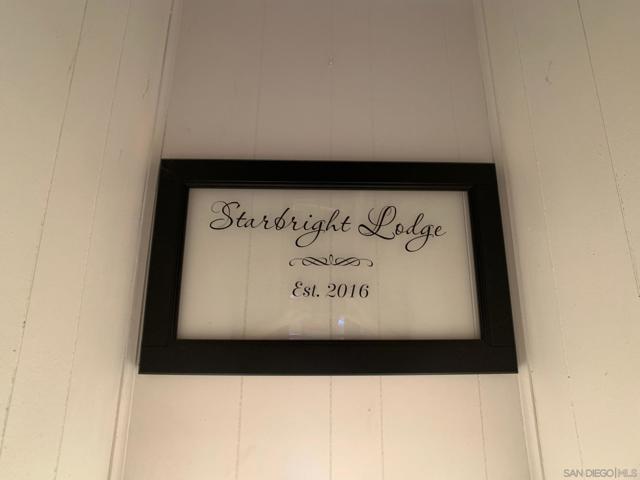 Starbright Lodge
Est. 2016
SAN DIEGO|MLS